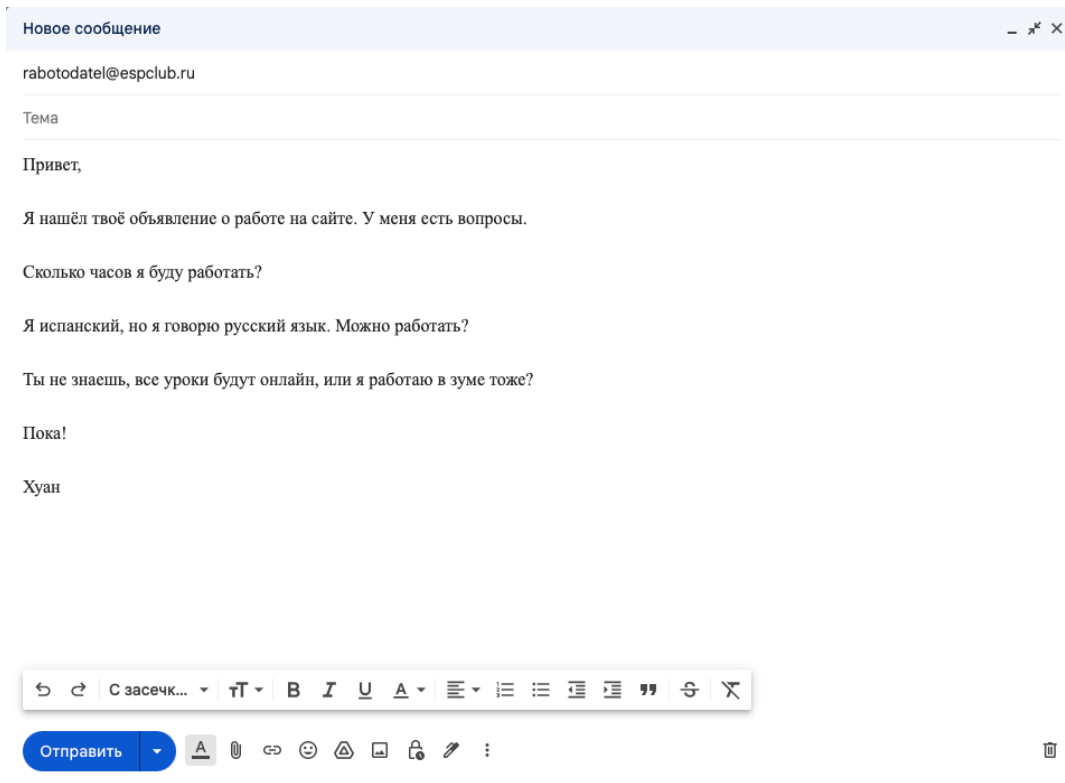 Новое сообщение
rabotodatel@espclub.ru
Тема
Привет,
Я нашёл твоё объявление о работе на сайте. У меня есть вопросы.
Сколько часов я буду работать?
Я испанский, но я говорю русский язык. Можно работать?
Ты не знаешь, все уроки будут онлайн, или я работаю в зуме тоже?
Пока!
Хуан
С засечк...
Отправить